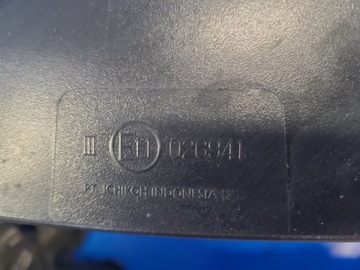 III E11 026941
PT. ICHIKOH INDONESIA